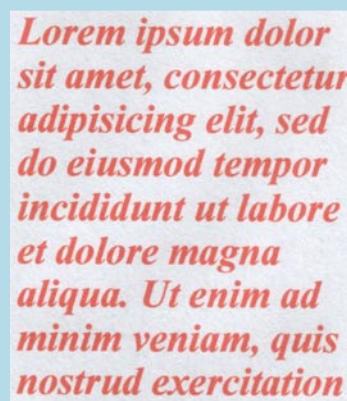 Lorem ipsum dolor
sit amet, consectetur
adipisicing elit, sed
do eiusmod tempor
incididunt ut labore
et dolore magna
aliqua. Ut enim ad
minim veniam, quis
nostrud exercitation